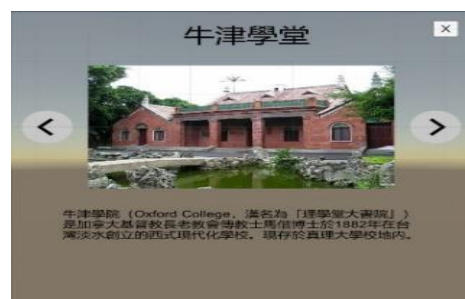 牛津學堂
牛津學院（Oxford College，漢名為「理學堂大書院」）
是加拿大基督教長老教會傳教士馬偕博士於1882年在台
灣淡水創立的西式現代化學校。現存於真理大學校地內。